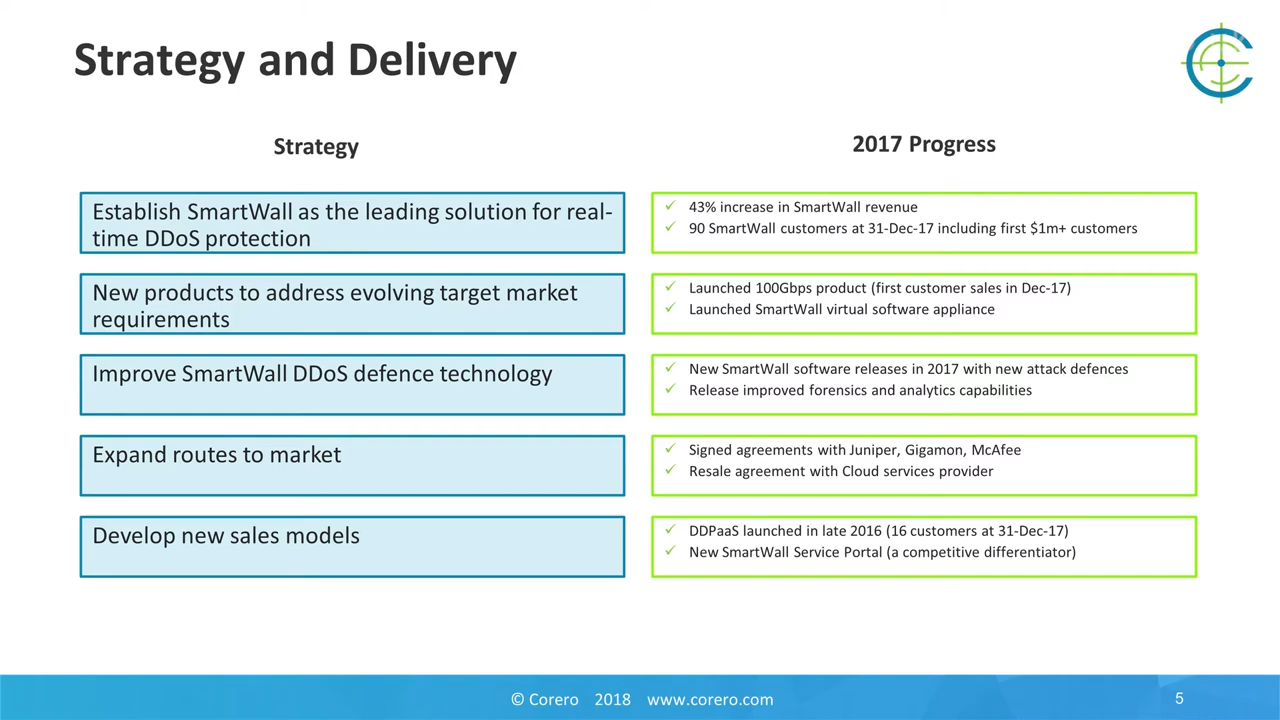 Strategy and Delivery
Strategy
2017 Progress
Establish SmartWall as the leading solution for real-
time DDoS protection
43% increase in SmartWall revenue
90 SmartWall customers at 31-Dec-17 including first $1m+ customers
New products to address evolving target market
requirements
Launched 100Gbps product (first customer sales in Dec-17)
Launched SmartWall virtual software appliance
Improve SmartWall DDoS defence technology
New SmartWall software releases in 2017 with new attack defences
Release improved forensics and analytics capabilities
Expand routes to market
Signed agreements with Juniper, Gigamon, McAfee
Resale agreement with Cloud services provider
Develop new sales models
DDPaaS launched in late 2016 (16 customers at 31-Dec-17)
New SmartWall Service Portal (a competitive differentiator)
© Corero 2018 www.corero.com
5